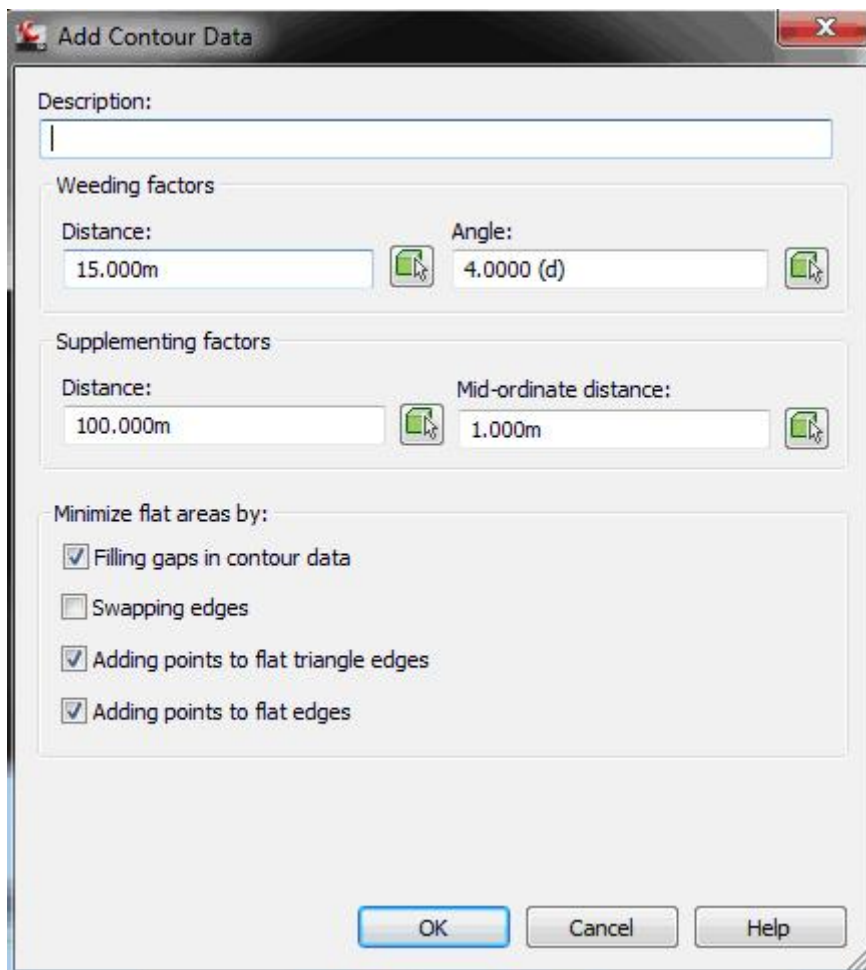 Add Contour Data
Description:
Weeding factors
Distance: Angle:
15.000m 4.0000 (d)
Supplementing factors
Distance: Mid-ordinate distance:
100.000m 1.000m
Minimize flat areas by:
Filling gaps in contour data
Swapping edges
Adding points to flat triangle edges
Adding points to flat edges
OK Cancel Help